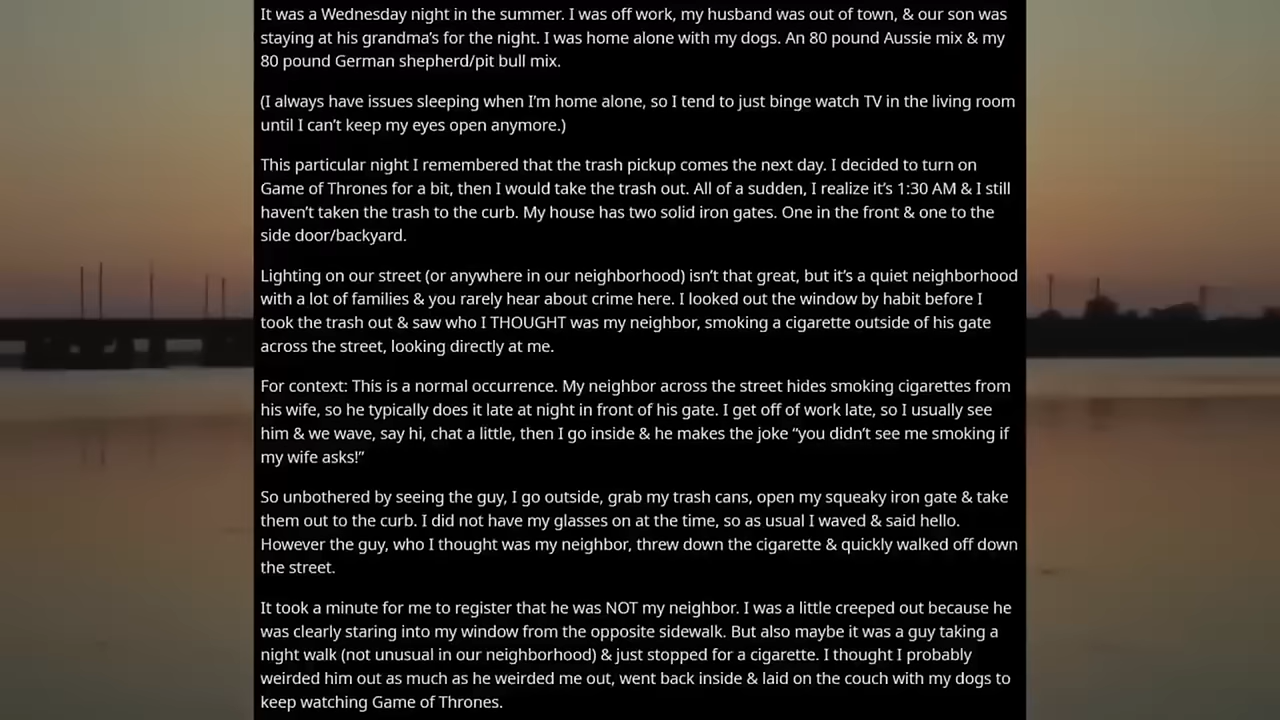 It was a Wednesday night in the summer. I was off work, my husband was out of town, & our son was
staying at his grandma’s for the night. I was home alone with my dogs. An 80 pound Aussie mix & my
80 pound German shepherd/pit bull mix.
(I always have issues sleeping when I’m home alone, so I tend to just binge watch TV in the living room
until I can’t keep my eyes open anymore.)
This particular night I remembered that the trash pickup comes the next day. I decided to turn on
Game of Thrones for a bit, then I would take the trash out. All of a sudden, I realize it’s 1:30 AM & I still
haven’t taken the trash to the curb. My house has two solid iron gates. One in the front & one to the
side door/backyard.
Lighting on our street (or anywhere in our neighborhood) isn’t that great, but it’s a quiet neighborhood
with a lot of families & you rarely hear about crime here. I looked out the window by habit before I
took the trash out & saw who I THOUGHT was my neighbor, smoking a cigarette outside of his gate
across the street, looking directly at me.
For context: This is a normal occurrence. My neighbor across the street hides smoking cigarettes from
his wife, so he typically does it late at night in front of his gate. I get off of work late, so I usually see
him & we wave, say hi, chat a little, then I go inside & he makes the joke “you didn’t see me smoking if
my wife asks!”
So unbothered by seeing the guy, I go outside, grab my trash cans, open my squeaky iron gate & take
them out to the curb. I did not have my glasses on at the time, so as usual I waved & said hello.
However the guy, who I thought was my neighbor, threw down the cigarette & quickly walked off down
the street.
It took a minute for me to register that he was NOT my neighbor. I was a little creeped out because he
was clearly staring into my window from the opposite sidewalk. But also maybe it was a guy taking a
night walk (not unusual in our neighborhood) & just stopped for a cigarette. I thought I probably
weirded him out as much as he weirded me out, went back inside & laid on the couch with my dogs to
keep watching Game of Thrones.